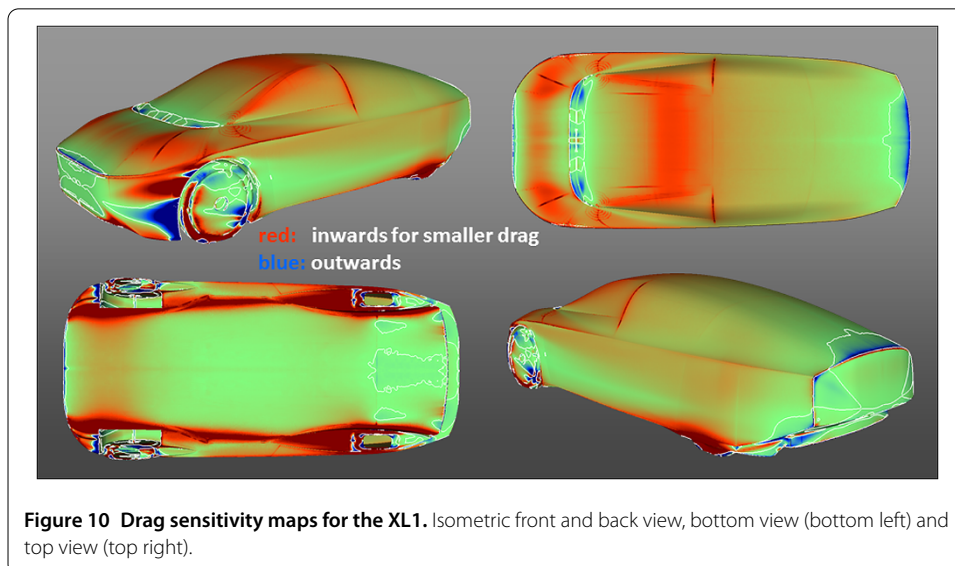 red: inwards for smaller drag
blue: outwards
Figure 10 Drag sensitivity maps for the XL1. Isometric front and back view, bottom view (bottom left) and
top view (top right).